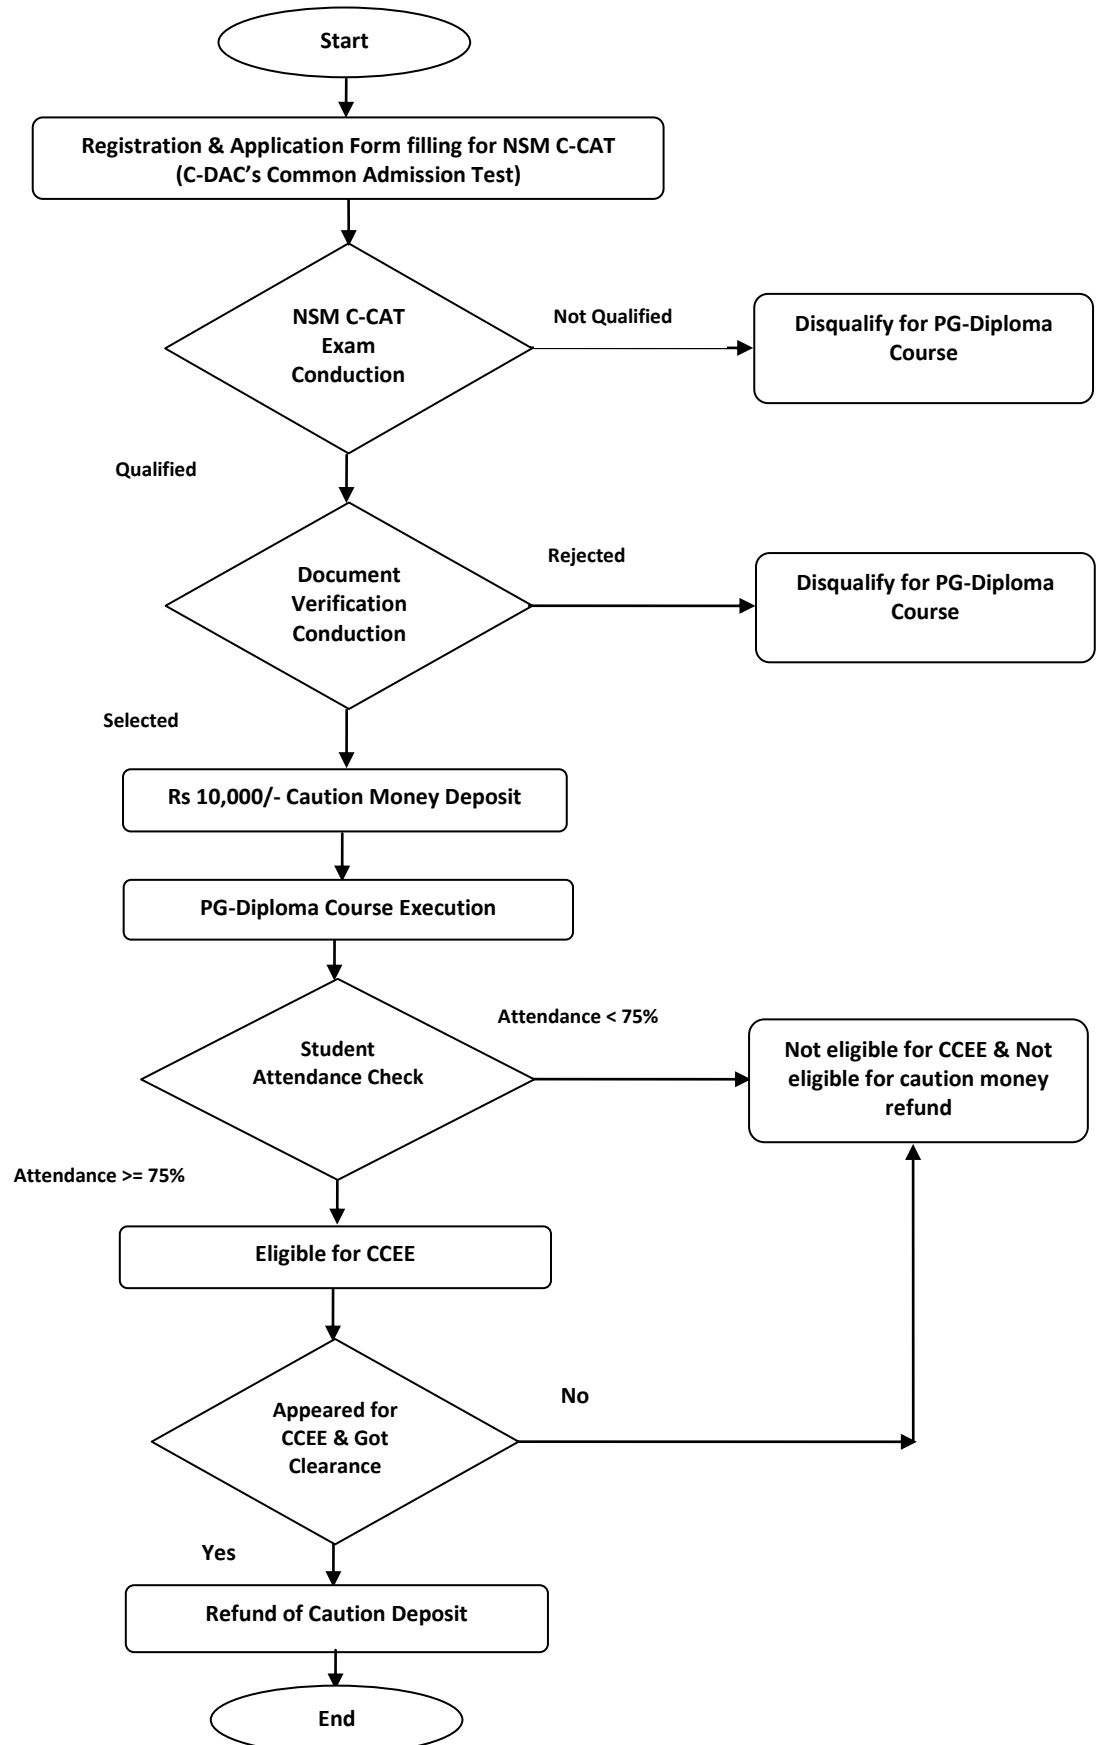 Start
Registration & Application Form filling for NSM C-CAT
(C-DAC’s Common Admission Test)
NSM C-CAT
Exam
Conduction
Not Qualified
Disqualify for PG-Diploma
Course
Qualified
Document
Verification
Conduction
Rejected
Disqualify for PG-Diploma
Course
Selected
Rs 10,000/- Caution Money Deposit
PG-Diploma Course Execution
Student
Attendance Check
Attendance < 75%
Not eligible for CCEE & Not
eligible for caution money
refund
Attendance >= 75%
Eligible for CCEE
Appeared for
CCEE & Got
Clearance
No
Yes
Refund of Caution Deposit
End